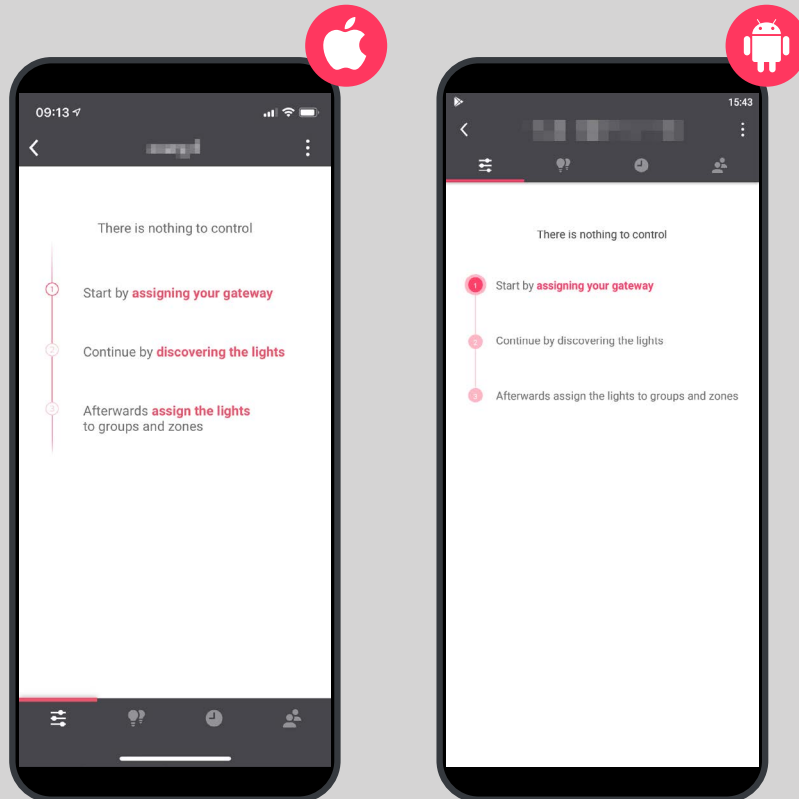 09:13
There is nothing to control
1
Start by assigning your gateway
2
Continue by discovering the lights
3
Afterwards assign the lights
to groups and zones
15:43
There is nothing to control
1
Start by assigning your gateway
2
Continue by discovering the lights
3
Afterwards assign the lights to groups and zones